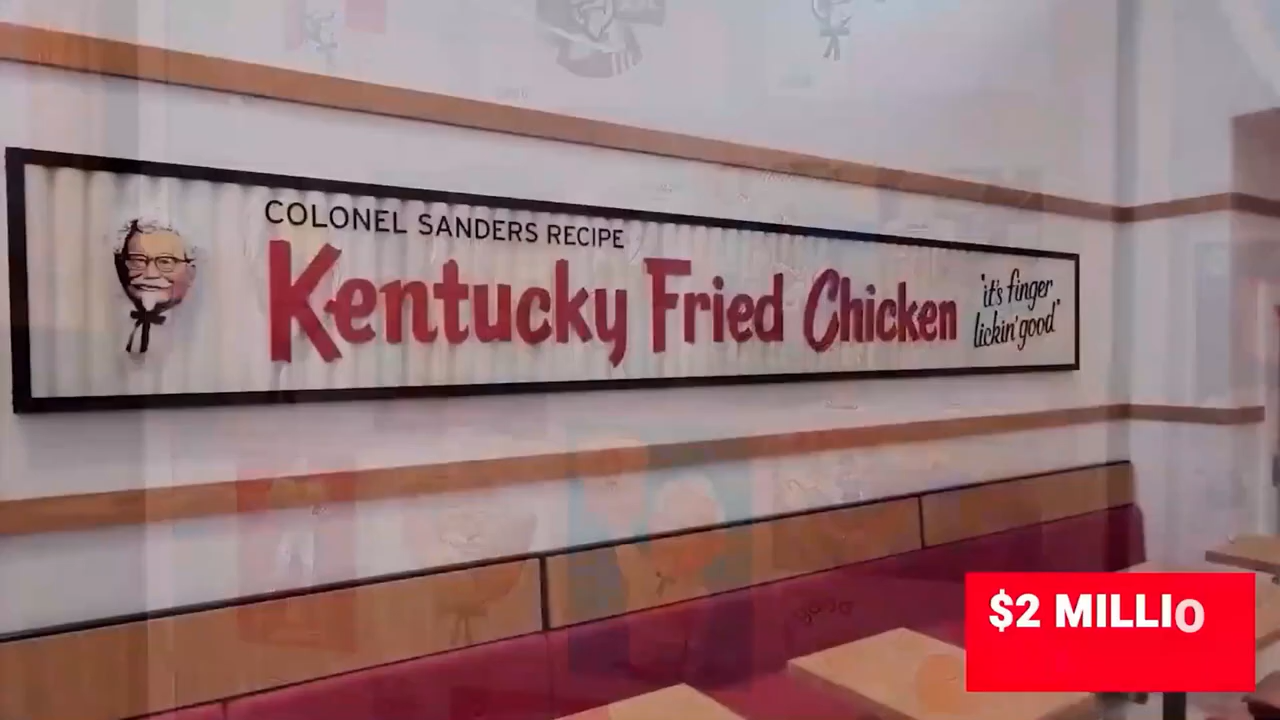 COLONEL SANDERS RECIPE
Kentucky Fried Chicken
"it's finger
lickin' good"
$2 MILLIO